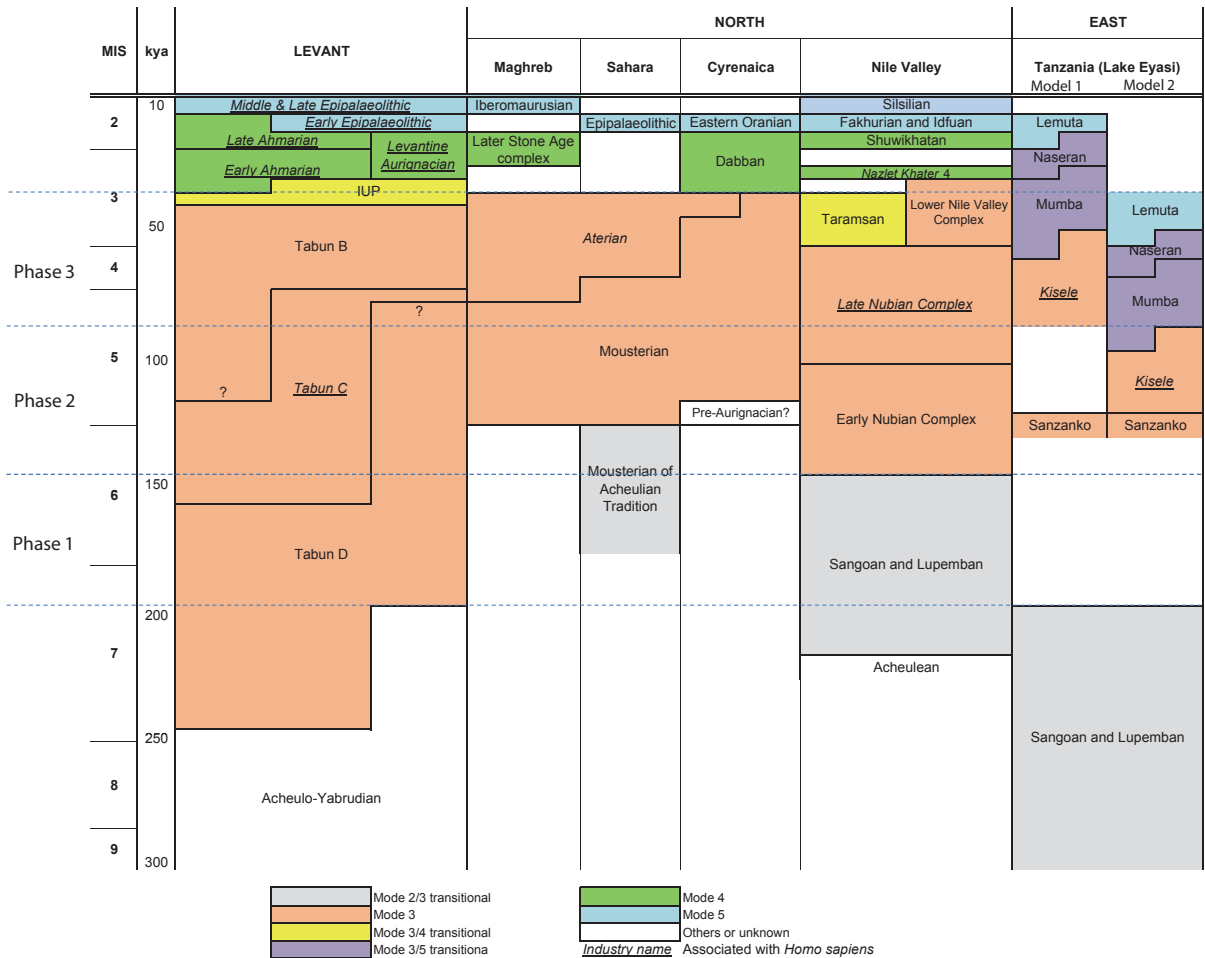 NORTH
EAST
MIS
kya
LEVANT
Maghreb
Sahara
Cyrenaica
Nile Valley
Tanzania (Lake Eyasi)
Model 1
Model 2
10
Middle & Late Epipalaeolithic
Iberomaurusian
Silsilian
2
Early Epipalaeolithic
Epipalaeolithic
Eastern Oranian
Fakhurian and Idfuan
Lemuta
Late Ahmarian
Levantine
Aurignacian
Later Stone Age
complex
Dabban
Shuwikhatan
Naseran
Early Ahmarian
Nazlet Khater 4
3
IUP
50
Tabun B
Aterian
Taramsan
Lower Nile Valley
Complex
Mumba
Lemuta
Phase 3
4
Naseran
?
Late Nubian Complex
Kisele
Mumba
5
100
Mousterian
?
Tabun C
Kisele
Phase 2
Pre-Aurignacian?
Early Nubian Complex
Sanzanko
Sanzanko
150
6
Mousterian of
Acheulian
Tradition
Phase 1
Tabun D
Sangoan and Lupemban
200
7
Acheulean
250
Sangoan and Lupemban
8
Acheulo-Yabrudian
9
300
Mode 2/3 transitional
Mode 3
Mode 3/4 transitional
Mode 3/5 transitiona
Mode 4
Mode 5
Others or unknown
Industry name Associated with Homo sapiens